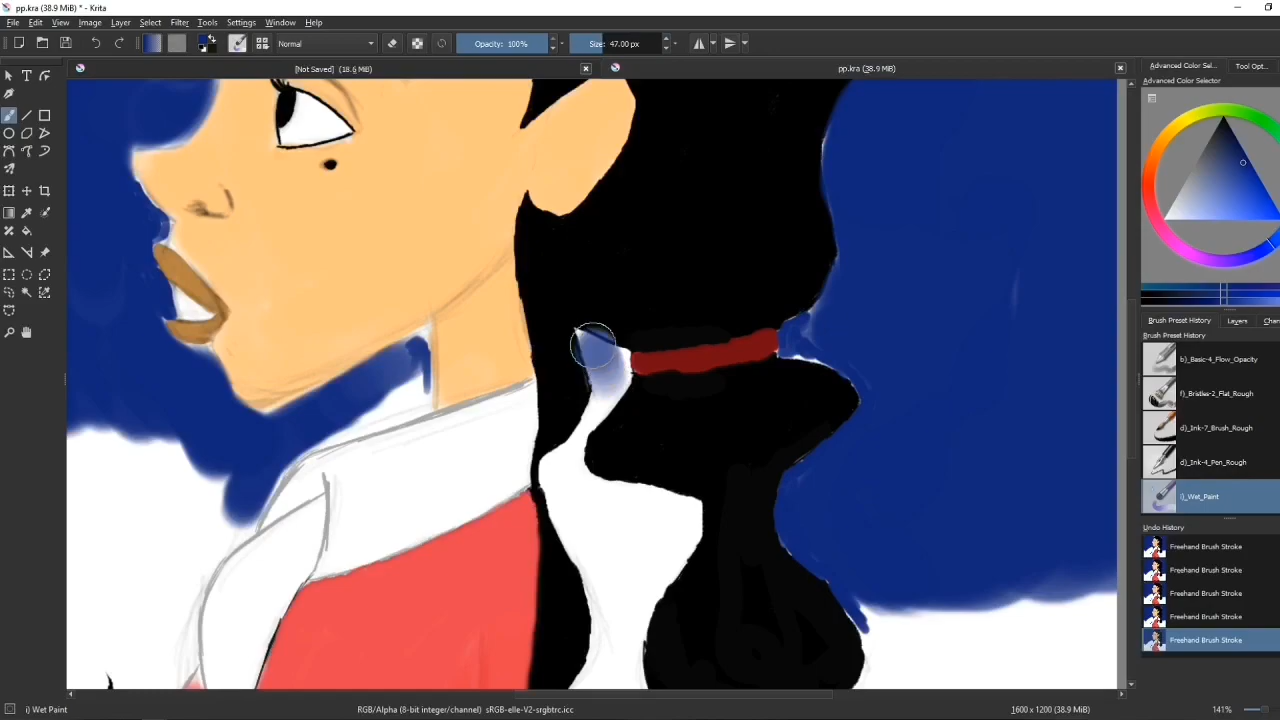 pp.kra (38.9 MiB) * - Krita
File Edit View Image Layer Select Filter Tools Settings Window Help
Normal Opacity: 100% Size: 47.00 px
[Not Saved] (18.6 MiB) pp.kra (38.9 MiB)
Advanced Color Sel... Tool Opt...
Advanced Color Selector
Brush Preset History Layers Chan
Brush Preset History
b)_Basic-4_Flow_Opacity
f)_Bristles-2_Flat_Rough
d)_Ink-7_Brush_Rough
d)_Ink-4_Pen_Rough
i)_Wet_Paint
Undo History
Freehand Brush Stroke
Freehand Brush Stroke
Freehand Brush Stroke
Freehand Brush Stroke
Freehand Brush Stroke
i) Wet Paint RGB/Alpha (8-bit integer/channel) sRGB-elle-V2-srgbtrc.icc 1600 x 1200 (38.9 MiB) 141%